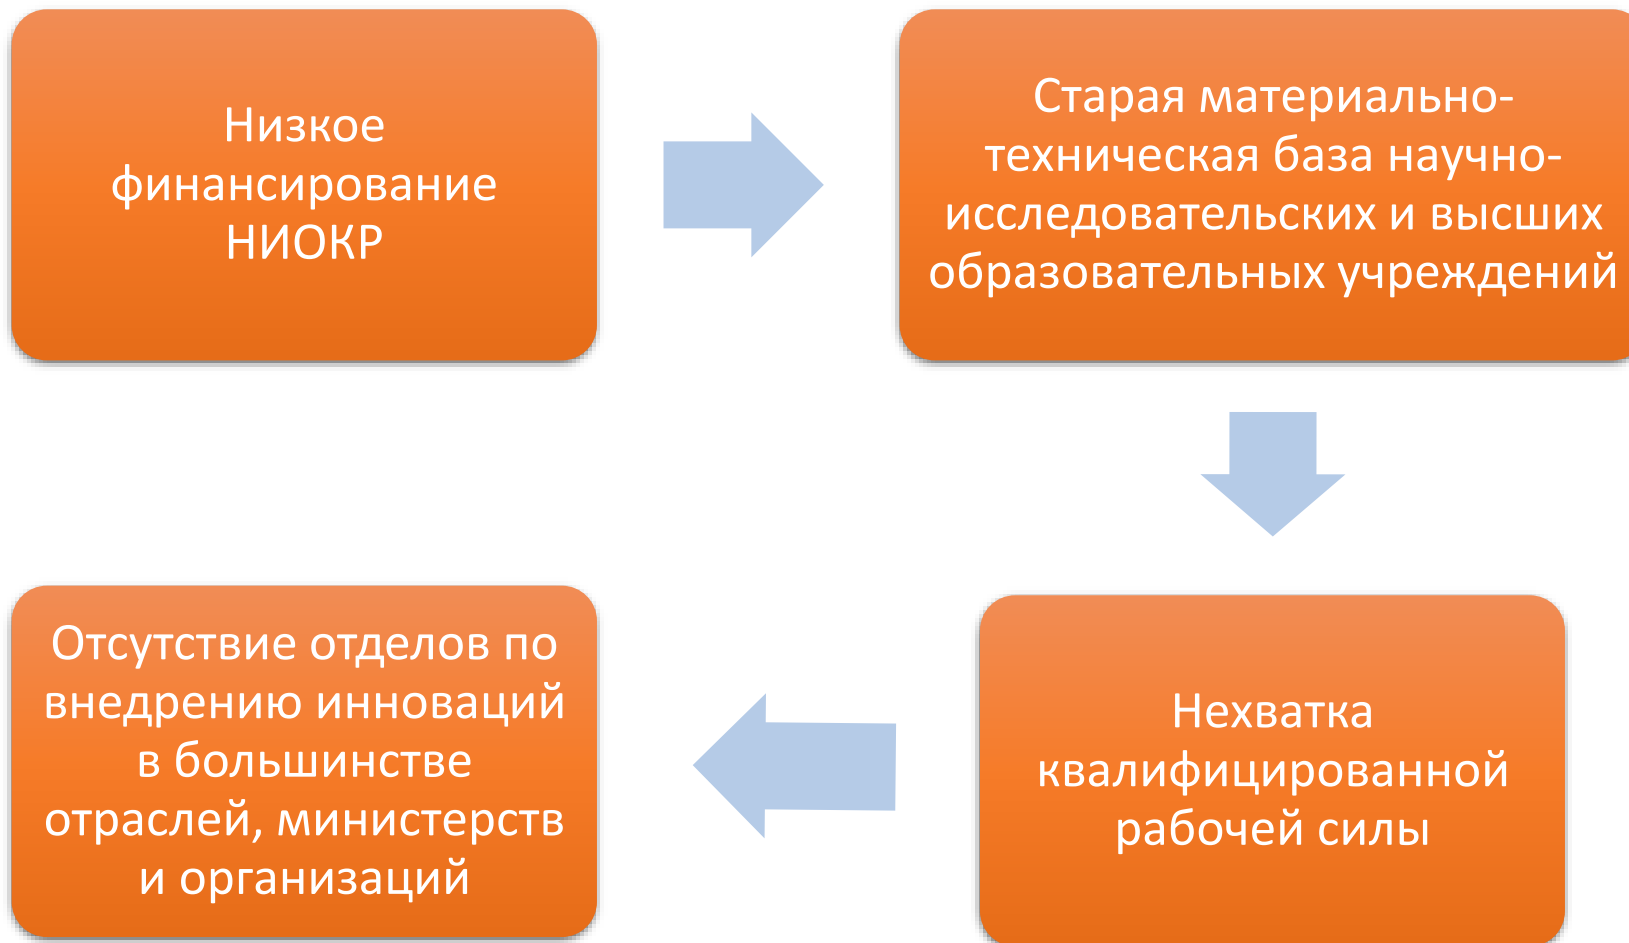 Низкое
финансирование
НИОКР
Старая материально-
техническая база научно-
исследовательских и высших
образовательных учреждений
Нехватка
квалифицированной
рабочей силы
Отсутствие отделов по
внедрению инноваций
в большинстве
отраслей, министерств
и организаций